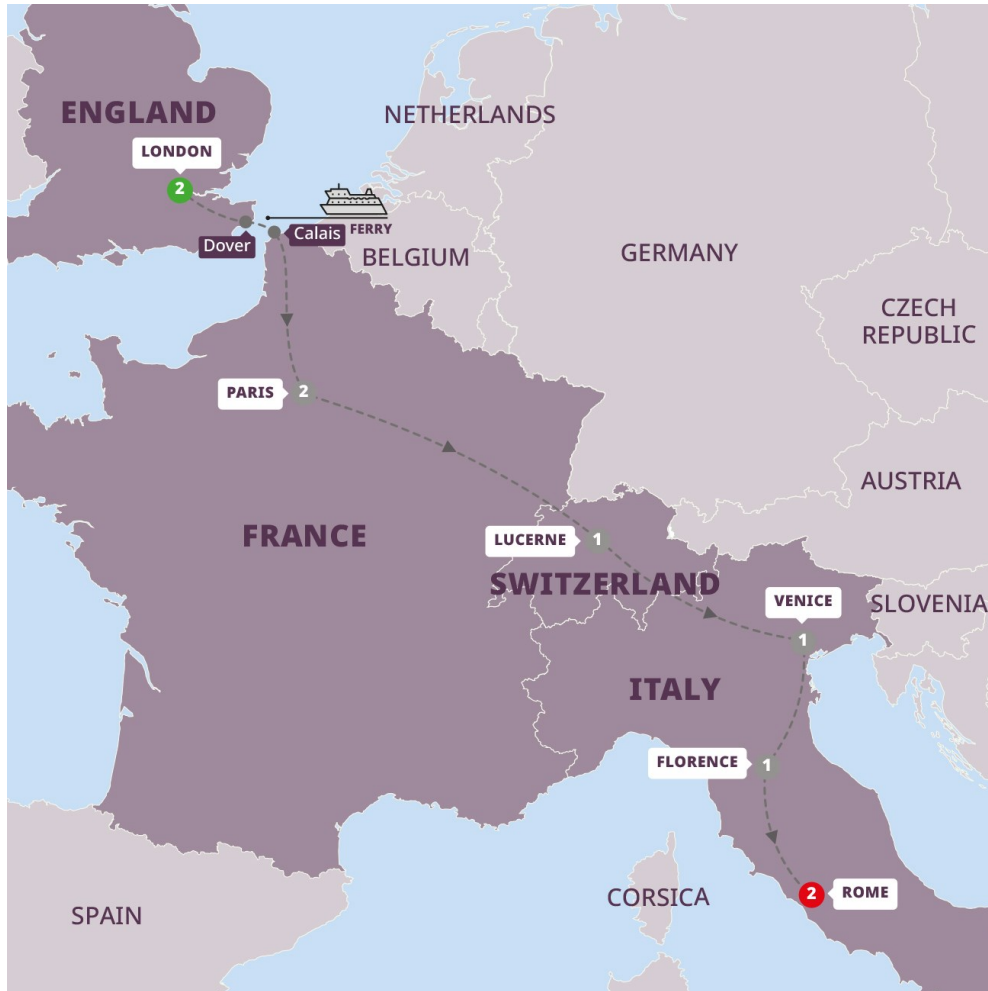 ENGLAND
NETHERLANDS
LONDON
2
FERRY
Dover
Calais
BELGIUM
GERMANY
CZECH
REPUBLIC
PARIS
2
AUSTRIA
FRANCE
LUCERNE
1
SWITZERLAND
VENICE
SLOVENIA
1
ITALY
FLORENCE
1
CORSICA
2
ROME
SPAIN